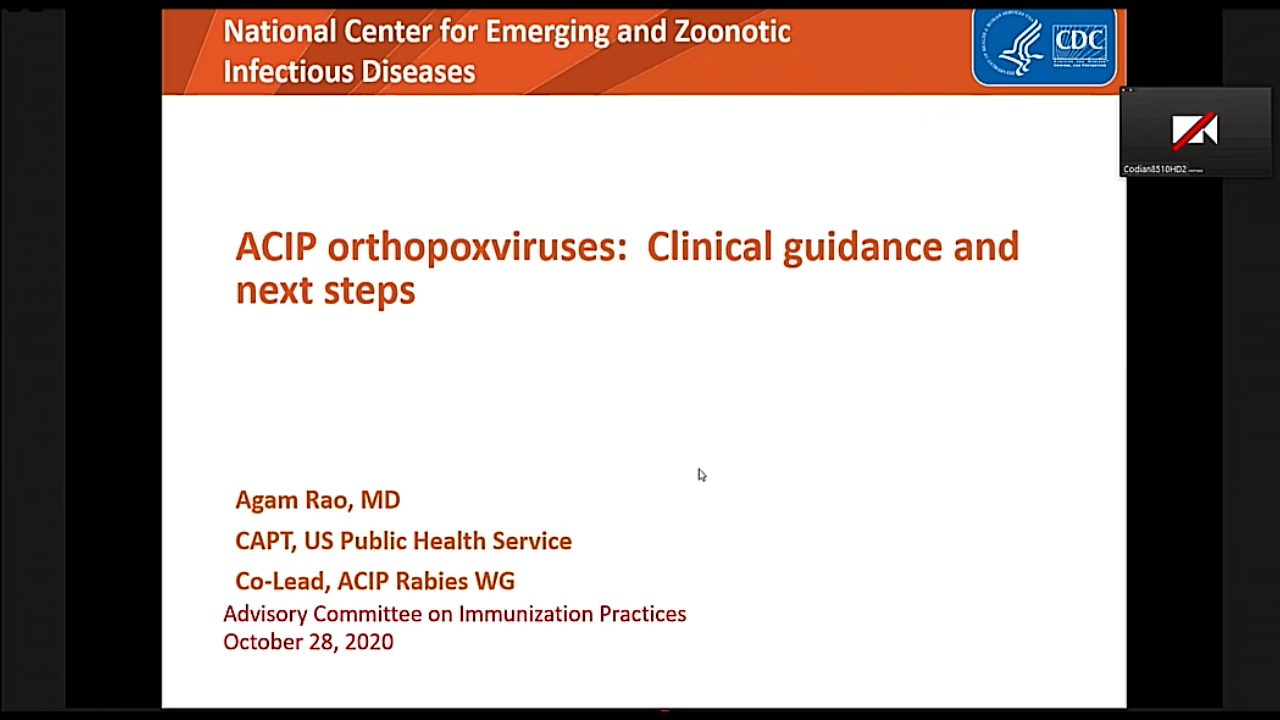 National Center for Emerging and Zoonotic
Infectious Diseases
CDC
Codian8510HD2
ACIP orthopoxviruses: Clinical guidance and
next steps
Agam Rao, MD
CAPT, US Public Health Service
Co-Lead, ACIP Rabies WG
Advisory Committee on Immunization Practices
October 28, 2020